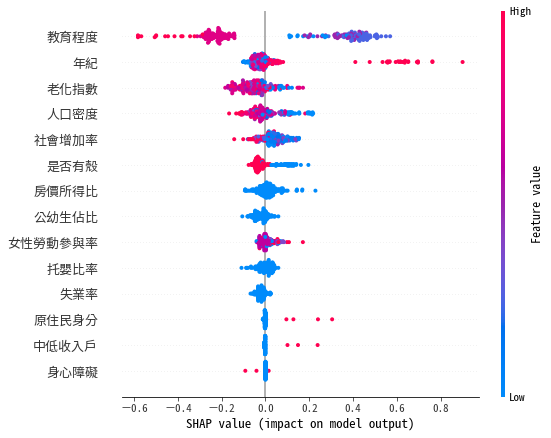 High
教育程度
年紀
老化指數
人口密度
社會增加率
是否有殼
房價所得比
公幼生佔比
女性勞動參與率
托嬰比率
失業率
原住民身分
中低收入戶
身心障礙
Feature value
Low
−0.6 −0.4 −0.2 0.0 0.2 0.4 0.6 0.8
SHAP value (impact on model output)